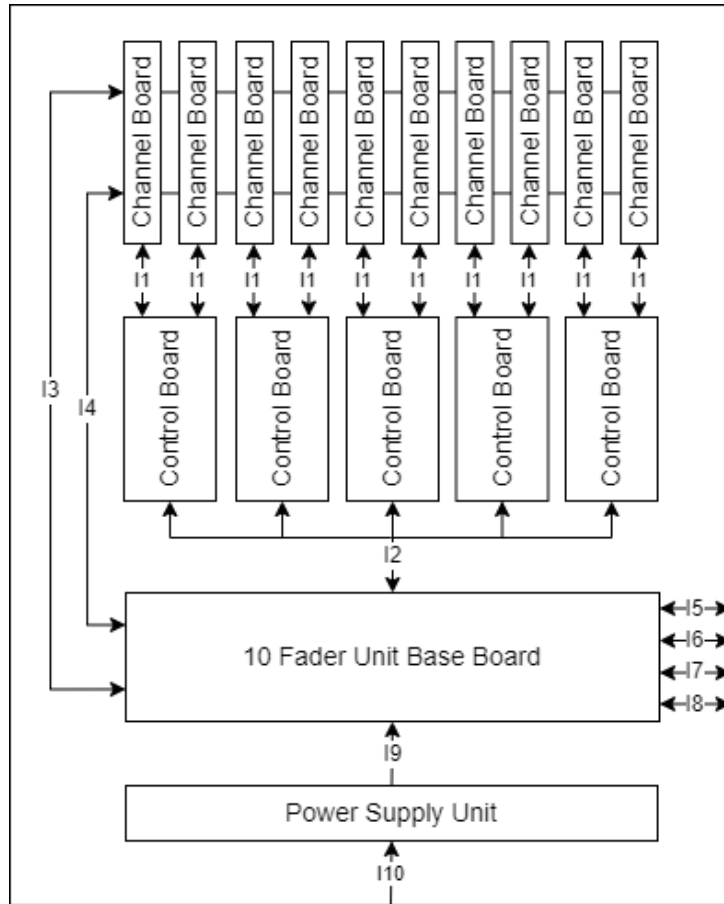 Channel Board
Channel Board
Channel Board
Channel Board
Channel Board
Channel Board
Channel Board
Channel Board
Channel Board
Channel Board
I1
I1
I1
I1
I1
I1
I1
I1
I1
I1
I3
I4
Control Board
Control Board
Control Board
Control Board
Control Board
I2
10 Fader Unit Base Board
I5
I6
I7
I8
I9
Power Supply Unit
I10